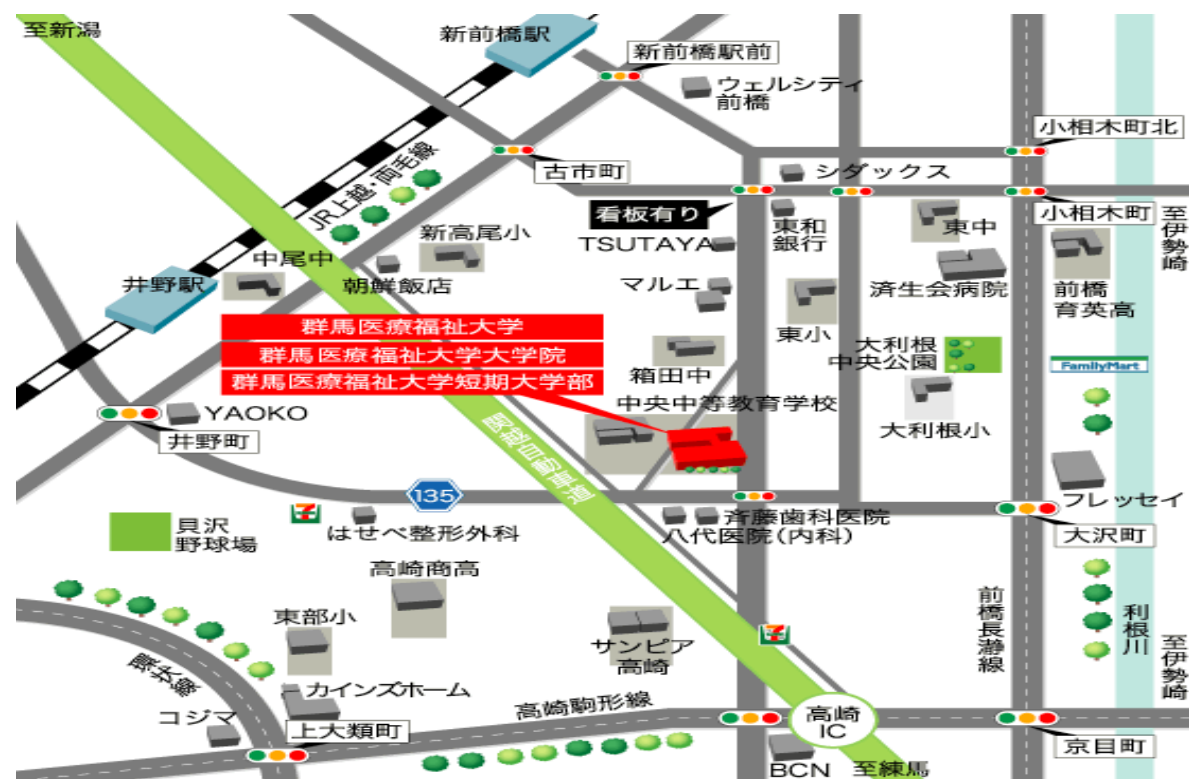 至新潟
新前橋駅
新前橋駅前
ウェルシティ
前橋
小相木町北
JR上越・両毛線
古市町
シダックス
看板有り
小相木町
至伊勢崎
新高尾小
TSUTAYA
東和
銀行
東中
中尾中
井野駅
朝鮮飯店
マルエ
済生会病院
前橋
育英高
群馬医療福祉大学
群馬医療福祉大学大学院
群馬医療福祉大学短期大学部
東小
大利根
中央公園
箱田中
FamilyMart
中央中等教育学校
YAOKO
井野町
大利根小
関越自動車道
135
フレッセイ
貝沢
野球場
7
はせべ整形外科
斉藤歯科医院
八代医院(内科)
大沢町
高崎商高
東部小
前橋長瀞線
利根川
至伊勢崎
サンピア
高崎
7
環状線
カインズホーム
コジマ
上大類町
高崎駒形線
高崎
IC
京目町
BCN
至練馬